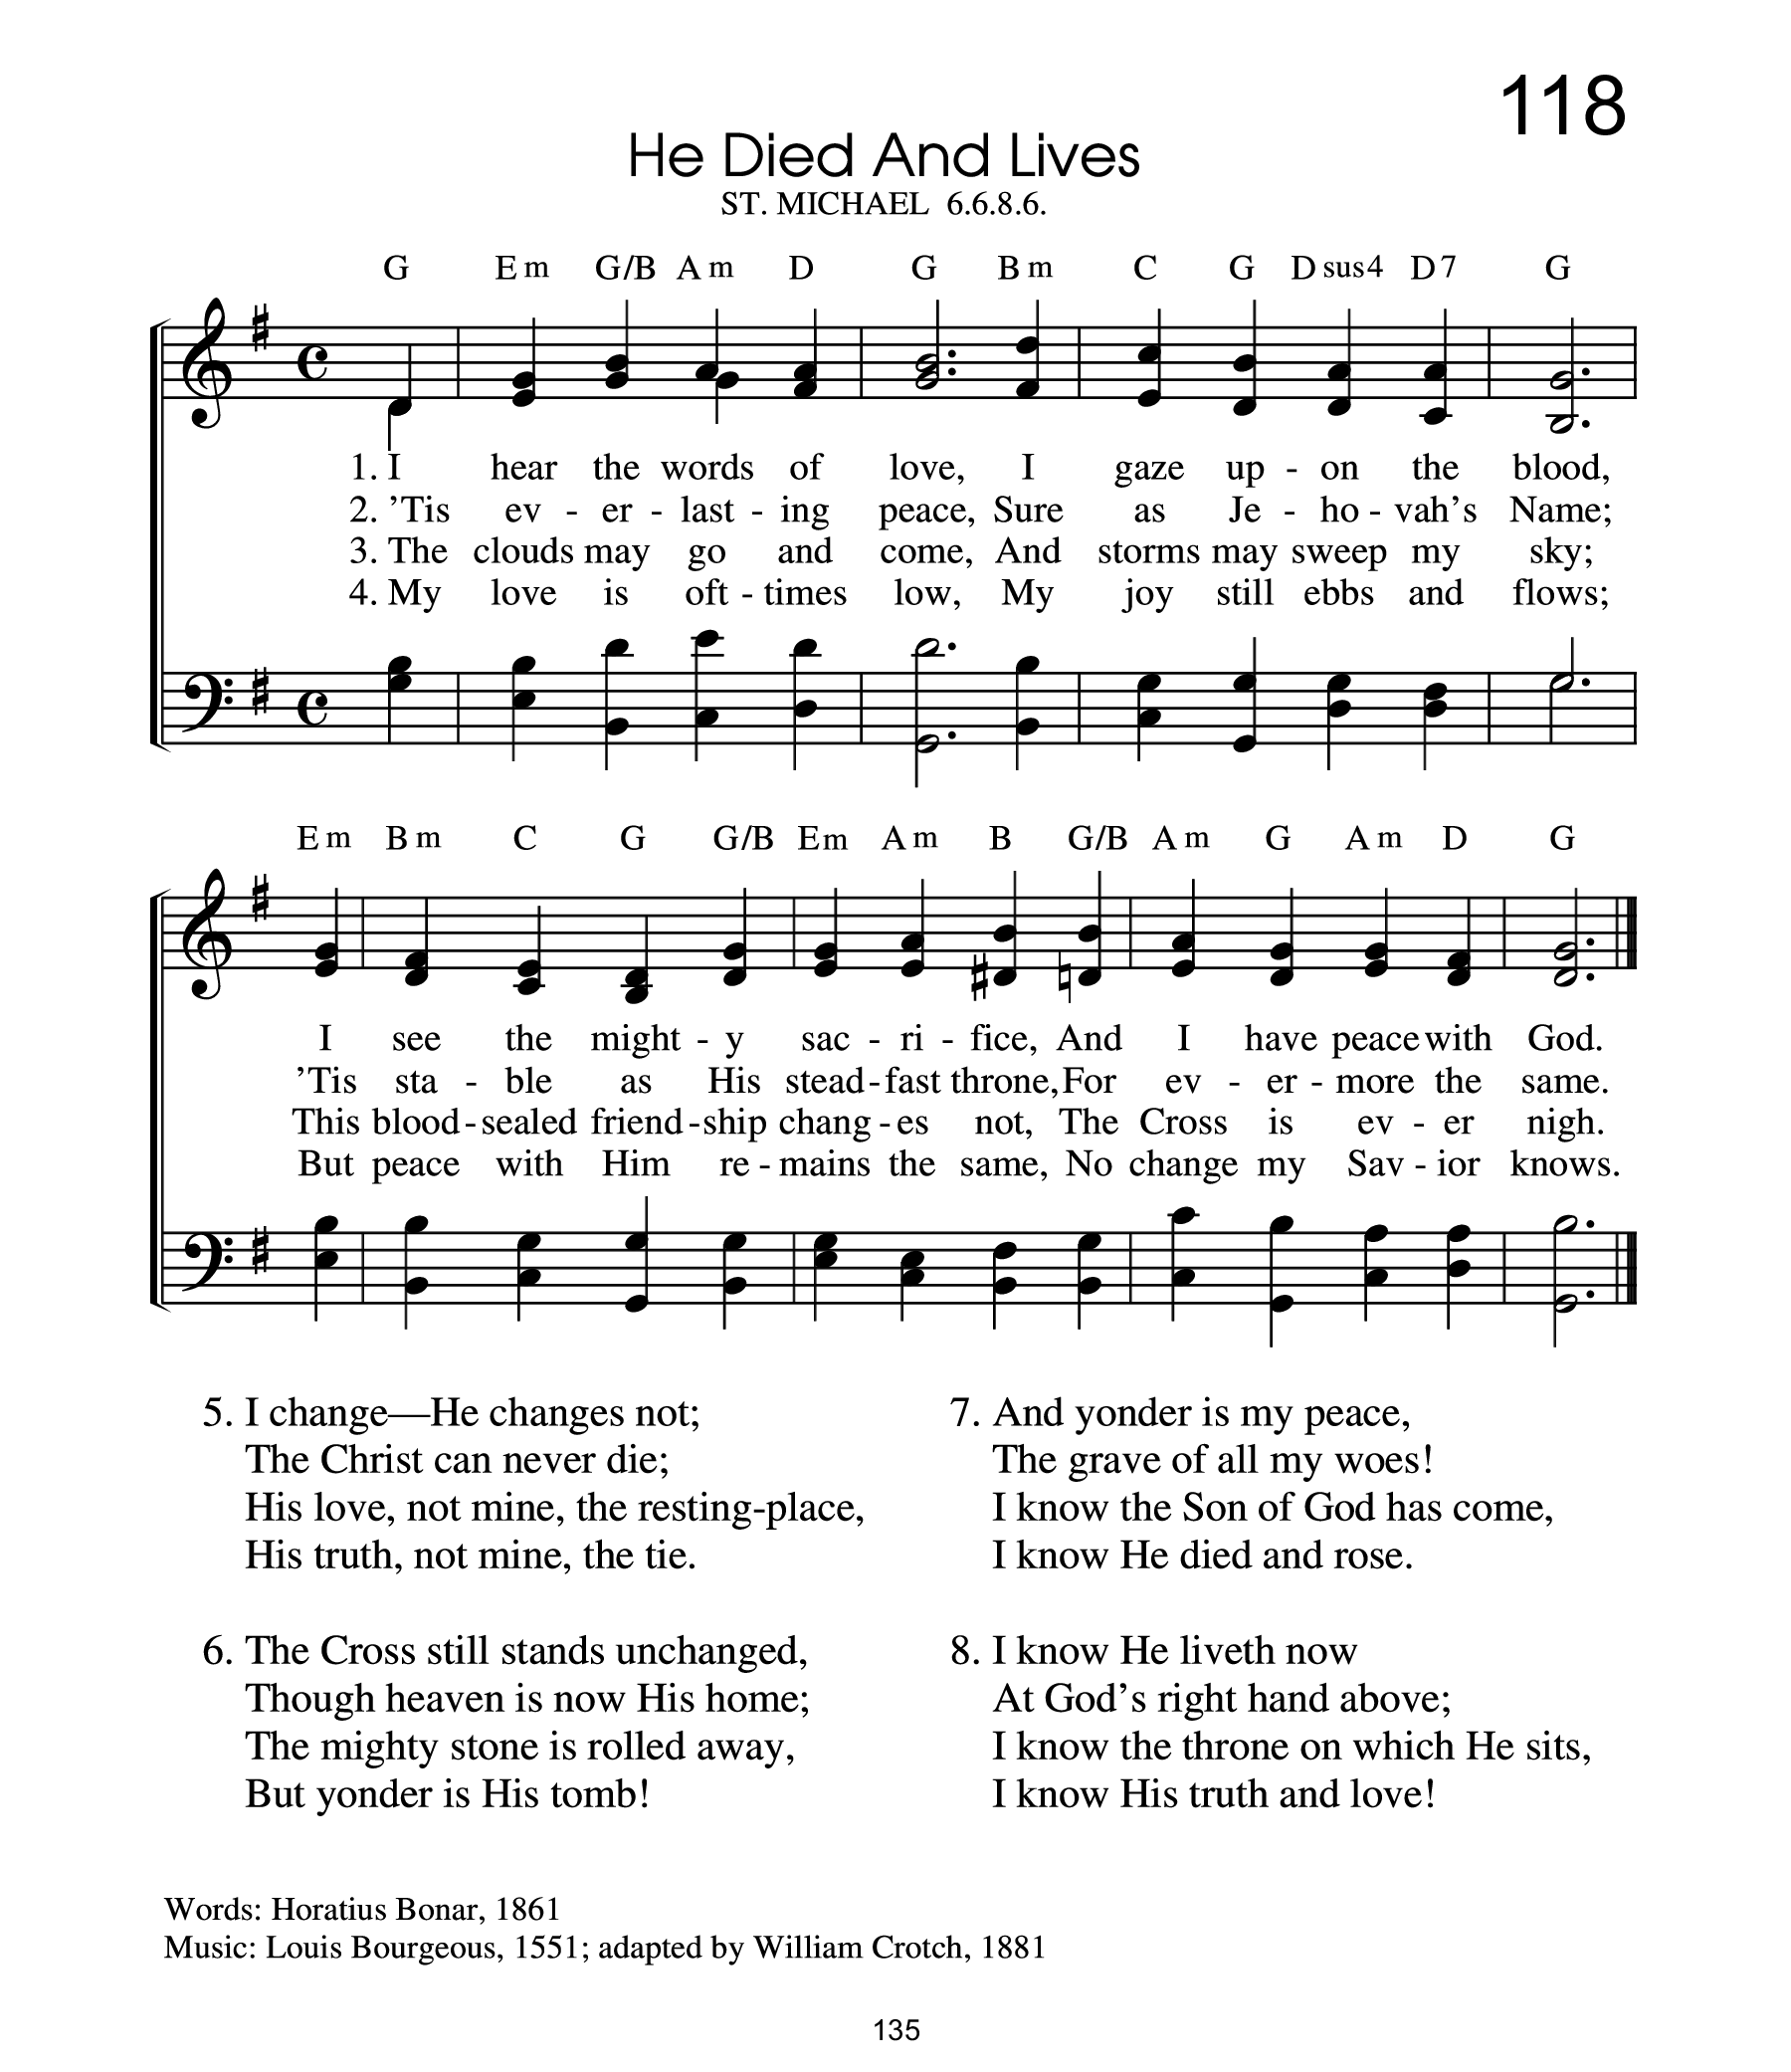 118
He Died And Lives
ST. MICHAEL 6.6.8.6.
G Em G/B Am D G Bm C G Dsus4 D7 G
1. I hear the words of love, I gaze up - on the blood,
2. ’Tis ev - er - last - ing peace, Sure as Je - ho - vah’s Name;
3. The clouds may go and come, And storms may sweep my sky;
4. My love is oft - times low, My joy still ebbs and flows;
Em Bm C G G/B Em Am B G/B Am G Am D G
I see the might - y sac - ri - fice, And I have peace with God.
’Tis sta - ble as His stead - fast throne, For ev - er - more the same.
This blood - sealed friend - ship chang - es not, The Cross is ev - er nigh.
But peace with Him re - mains the same, No change my Sav - ior knows.
5. I change—He changes not;
The Christ can never die;
His love, not mine, the resting-place,
His truth, not mine, the tie.
6. The Cross still stands unchanged,
Though heaven is now His home;
The mighty stone is rolled away,
But yonder is His tomb!
7. And yonder is my peace,
The grave of all my woes!
I know the Son of God has come,
I know He died and rose.
8. I know He liveth now
At God’s right hand above;
I know the throne on which He sits,
I know His truth and love!
Words: Horatius Bonar, 1861
Music: Louis Bourgeous, 1551; adapted by William Crotch, 1881
135